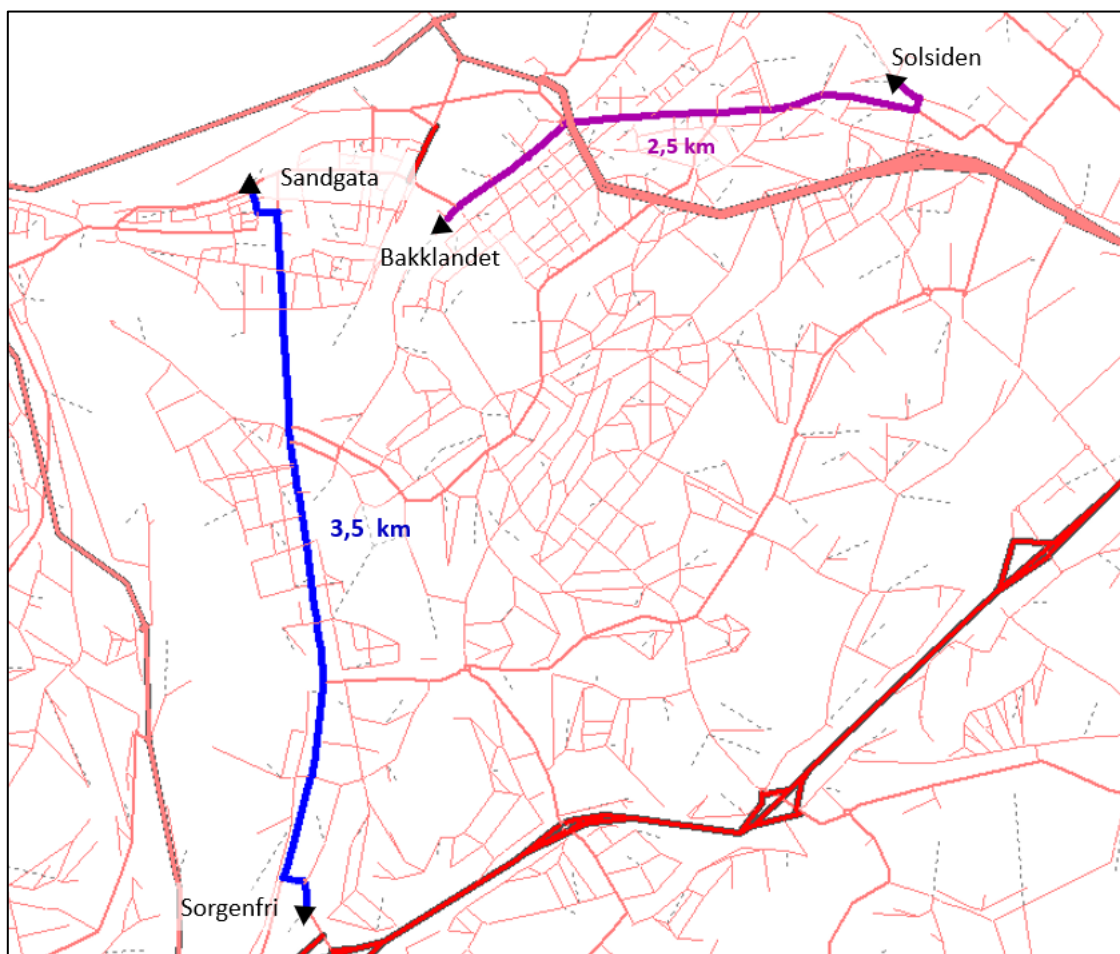 Solsiden
2,5 km
Sandgata
Bakklandet
3,5 km
Sorgenfri